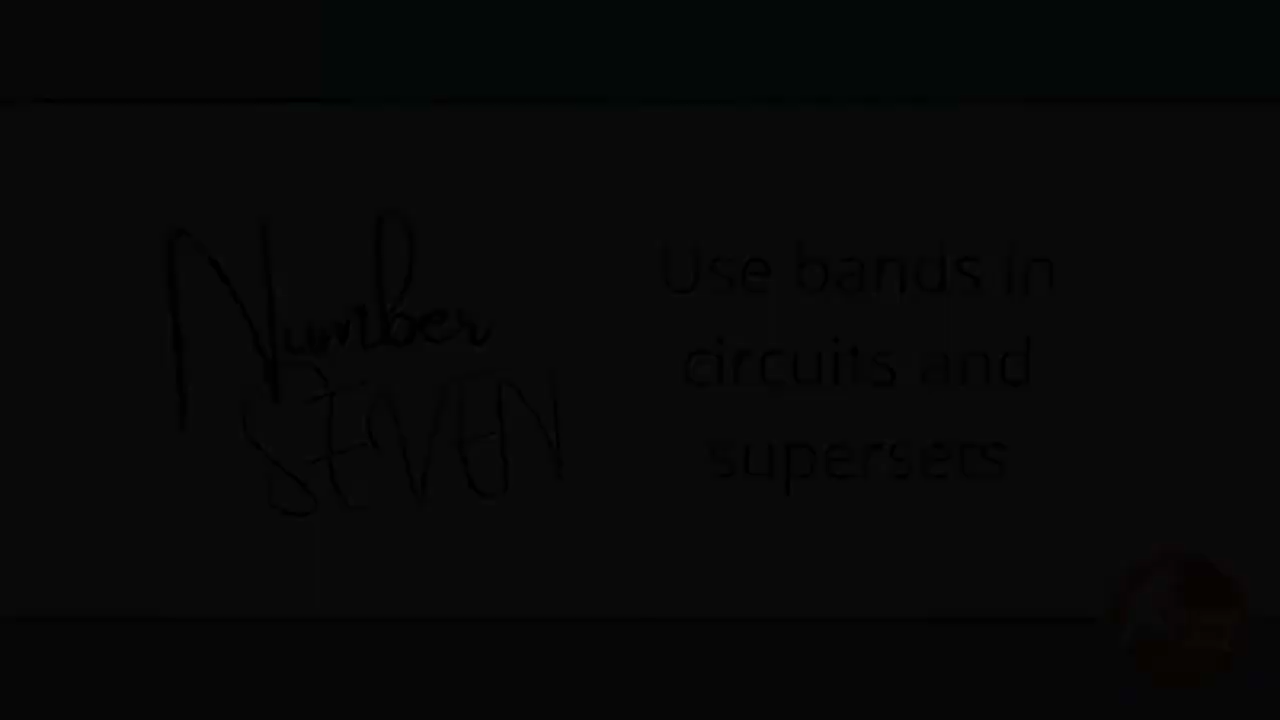 Number
SEVEN
Use bands in
circuits and
supersets